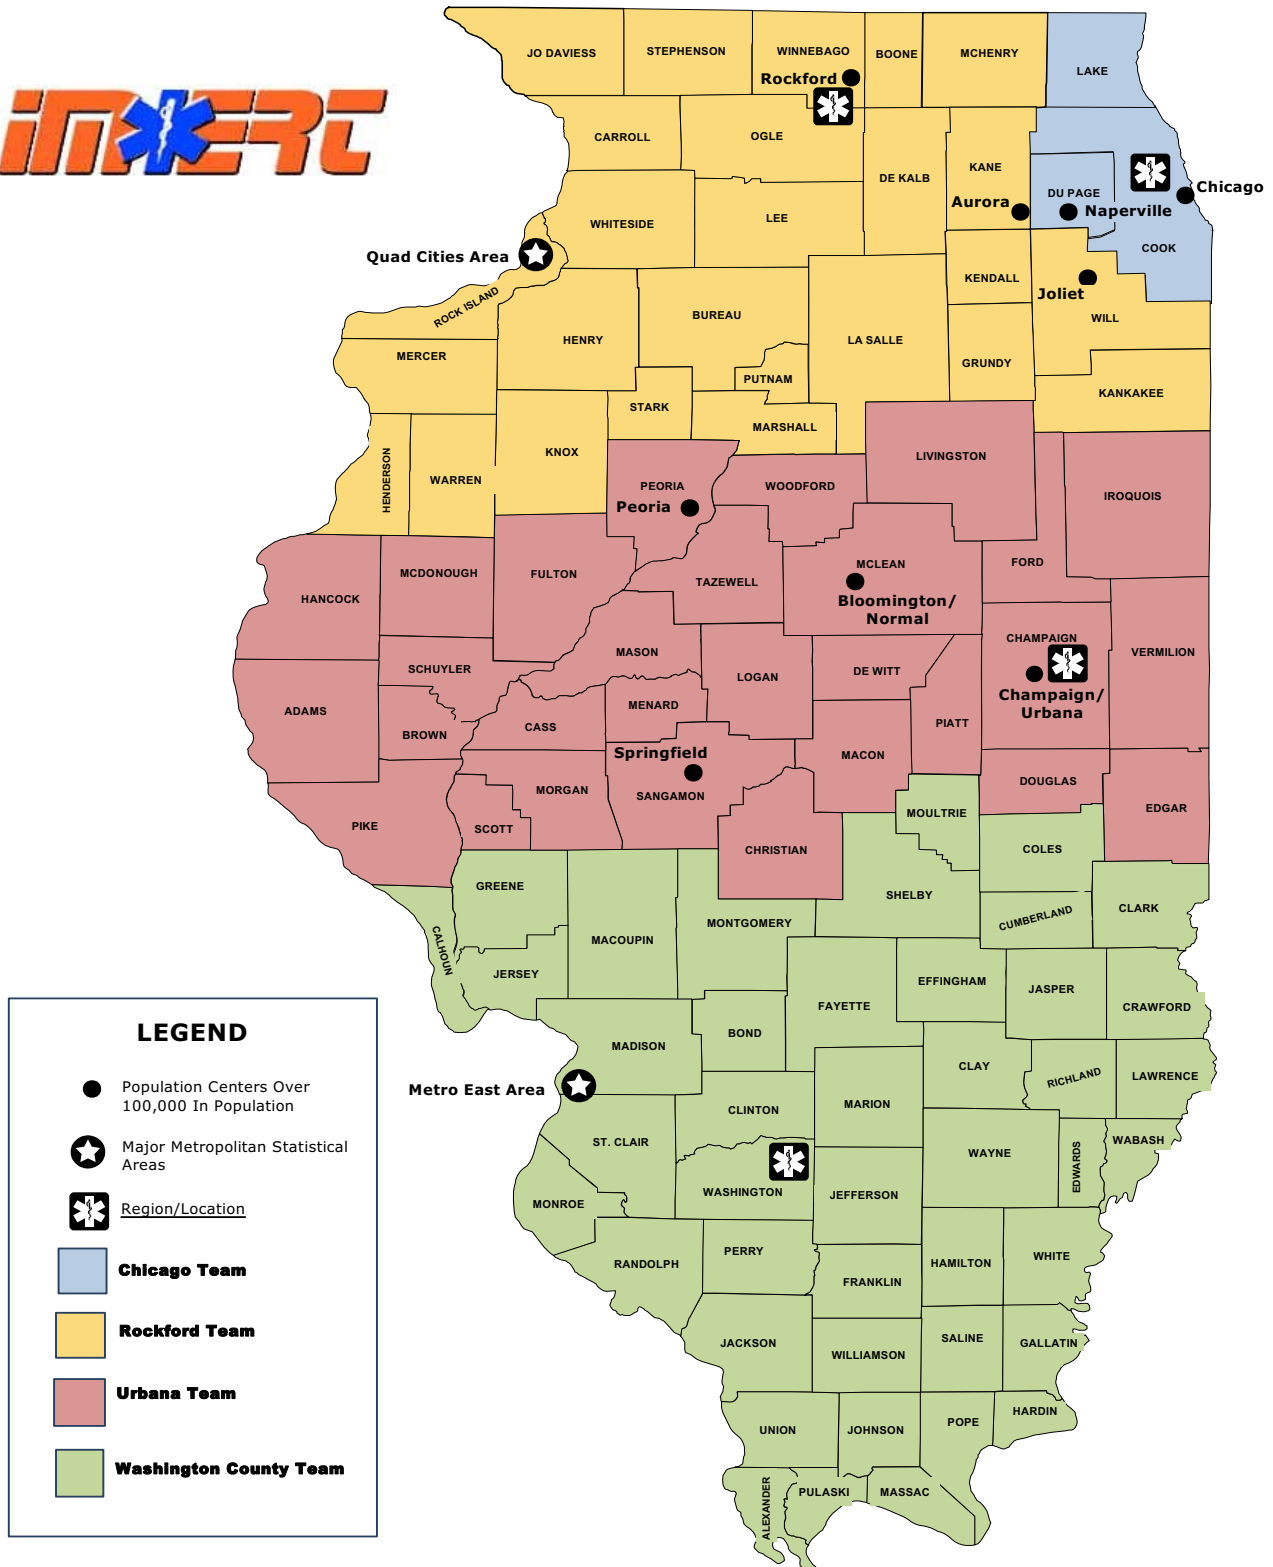 iMERT
JO DAVIESS
STEPHENSON
WINNEBAGO
BOONE
MCHENRY
LAKE
Rockford
CARROLL
OGLE
DE KALB
KANE
DU PAGE
Chicago
Aurora
Naperville
COOK
WHITESIDE
LEE
Quad Cities Area
ROCK ISLAND
KENDALL
Joliet
WILL
MERCER
HENRY
BUREAU
PUTNAM
LA SALLE
GRUNDY
KANKAKEE
STARK
MARSHALL
HENDERSON
WARREN
KNOX
PEORIA
Peoria
WOODFORD
LIVINGSTON
IROQUOIS
HANCOCK
MCDONOUGH
FULTON
TAZEWELL
MCLEAN
Bloomington/
Normal
FORD
SCHUYLER
MASON
LOGAN
DE WITT
CHAMPAIGN
Champaign/
Urbana
VERMILION
ADAMS
BROWN
CASS
MENARD
PIATT
Springfield
SANGAMON
MACON
DOUGLAS
EDGAR
PIKE
SCOTT
MORGAN
CHRISTIAN
MOULTRIE
COLES
GREENE
SHELBY
CUMBERLAND
CLARK
CALHOUN
JERSEY
MACOUPIN
MONTGOMERY
FAYETTE
EFFINGHAM
JASPER
CRAWFORD
MADISON
BOND
CLAY
RICHLAND
LAWRENCE
Metro East Area
CLINTON
MARION
ST. CLAIR
WAYNE
EDWARDS
WABASH
MONROE
WASHINGTON
JEFFERSON
RANDOLPH
PERRY
FRANKLIN
HAMILTON
WHITE
JACKSON
WILLIAMSON
SALINE
GALLATIN
UNION
JOHNSON
POPE
HARDIN
ALEXANDER
PULASKI
MASSAC
LEGEND
Population Centers Over
100,000 In Population
Major Metropolitan Statistical
Areas
Region/Location
Chicago Team
Rockford Team
Urbana Team
Washington County Team